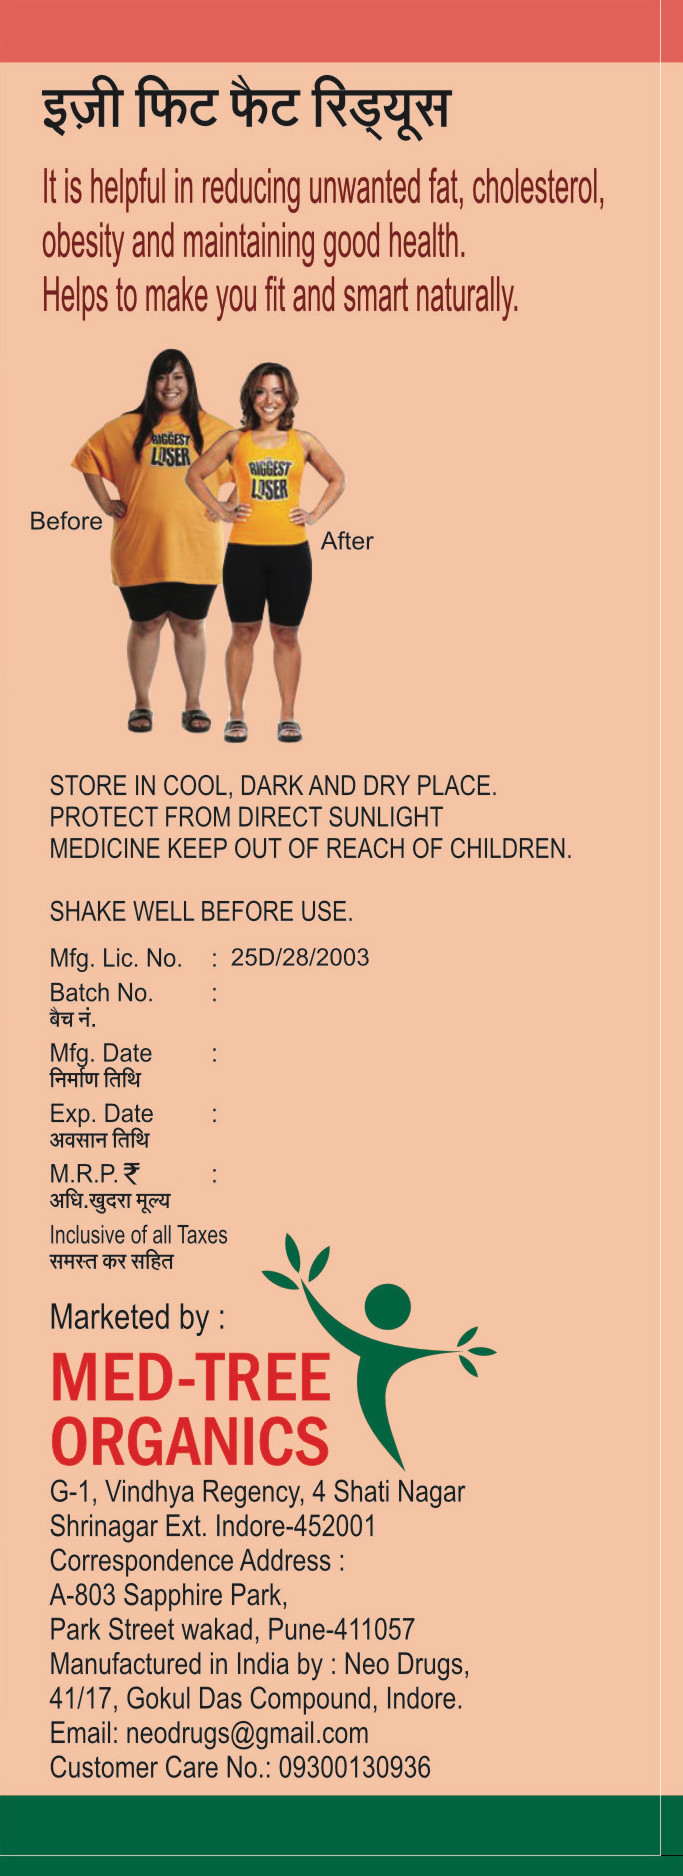 इज़ी फिट फैट रिड्यूस
It is helpful in reducing unwanted fat, cholesterol,
obesity and maintaining good health.
Helps to make you fit and smart naturally.
BIGGEST
LOSER
BIGGEST
LOSER
Before
After
STORE IN COOL, DARK AND DRY PLACE.
PROTECT FROM DIRECT SUNLIGHT
MEDICINE KEEP OUT OF REACH OF CHILDREN.
SHAKE WELL BEFORE USE.
Mfg. Lic. No. : 25D/28/2003
Batch No. :
बैच नं.
Mfg. Date :
निर्माण तिथि
Exp. Date :
अवसान तिथि
M.R.P. ₹ :
अधि.खुदरा मूल्य
Inclusive of all Taxes
समस्त कर सहित
Marketed by :
MED-TREE
ORGANICS
G-1, Vindhya Regency, 4 Shati Nagar
Shrinagar Ext. Indore-452001
Correspondence Address :
A-803 Sapphire Park,
Park Street wakad, Pune-411057
Manufactured in India by : Neo Drugs,
41/17, Gokul Das Compound, Indore.
Email: neodrugs@gmail.com
Customer Care No.: 09300130936